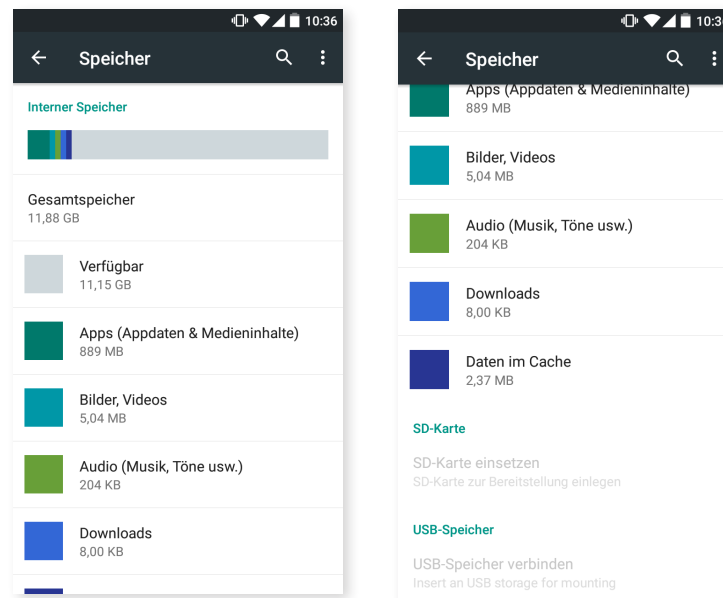 10:36
Speicher
Interner Speicher
Gesamtspeicher
11,88 GB
Verfügbar
11,15 GB
Apps (Appdaten & Medieninhalte)
889 MB
Bilder, Videos
5,04 MB
Audio (Musik, Töne usw.)
204 KB
Downloads
8,00 KB
10:36
Speicher
Apps (Appdaten & Medieninhalte)
889 MB
Bilder, Videos
5,04 MB
Audio (Musik, Töne usw.)
204 KB
Downloads
8,00 KB
Daten im Cache
2,37 MB
SD-Karte
SD-Karte einsetzen
SD-Karte zur Bereitstellung einlegen
USB-Speicher
USB-Speicher verbinden
Insert an USB storage for mounting